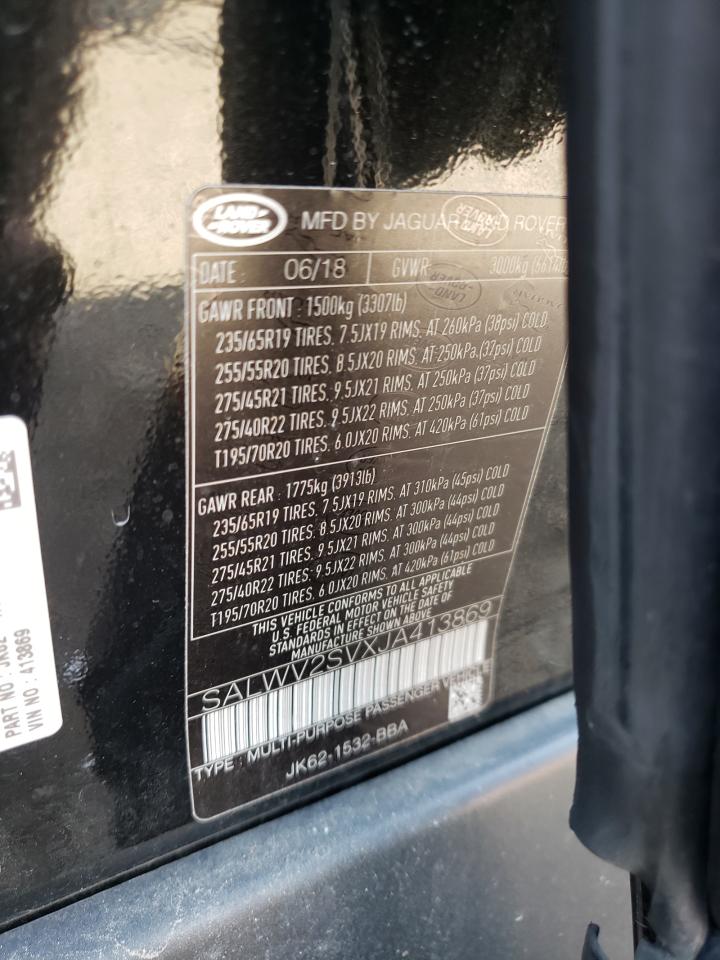 LAND ROVER
MFD BY JAGUAR LAND ROVER
DATE : 06/18 GVWR 3000kg (6614lb
GAWR FRONT : 1500kg (3307lb)
235/65R19 TIRES. 7.5JX19 RIMS. AT 260kPa (38psi) COLD
255/55R20 TIRES. 8.5JX20 RIMS. AT 250kPa.(37psi) COLD
275/45R21 TIRES. 9.5JX21 RIMS. AT 250kPa (37psi) COLD
275/40R22 TIRES. 9.5JX22 RIMS. AT 250kPa (37psi) COLD
T195/70R20 TIRES. 6.0JX20 RIMS. AT 420kPa (61psi) COLD
GAWR REAR : 1775kg (3913lb)
235/65R19 TIRES. 7.5JX19 RIMS. AT 310kPa (45psi) COLD
255/55R20 TIRES. 8.5JX20 RIMS. AT 300kPa (44psi) COLD
275/45R21 TIRES. 9.5JX21 RIMS. AT 300kPa (44psi) COLD
275/40R22 TIRES. 9.5JX22 RIMS. AT 300kPa (44psi) COLD
T195/70R20 TIRES. 6.0JX20 RIMS. AT 420kPa (61psi) COLD
THIS VEHICLE CONFORMS TO ALL APPLICABLE
U.S. FEDERAL MOTOR VEHICLE SAFETY
STANDARDS IN EFFECT ON THE DATE OF
MANUFACTURE SHOWN ABOVE
SALWV2SVXJA413869
TYPE : MULTI-PURPOSE PASSENGER VEHICLE
JK62-1532-BBA
PART NO : JK62
VIN NO : 413869